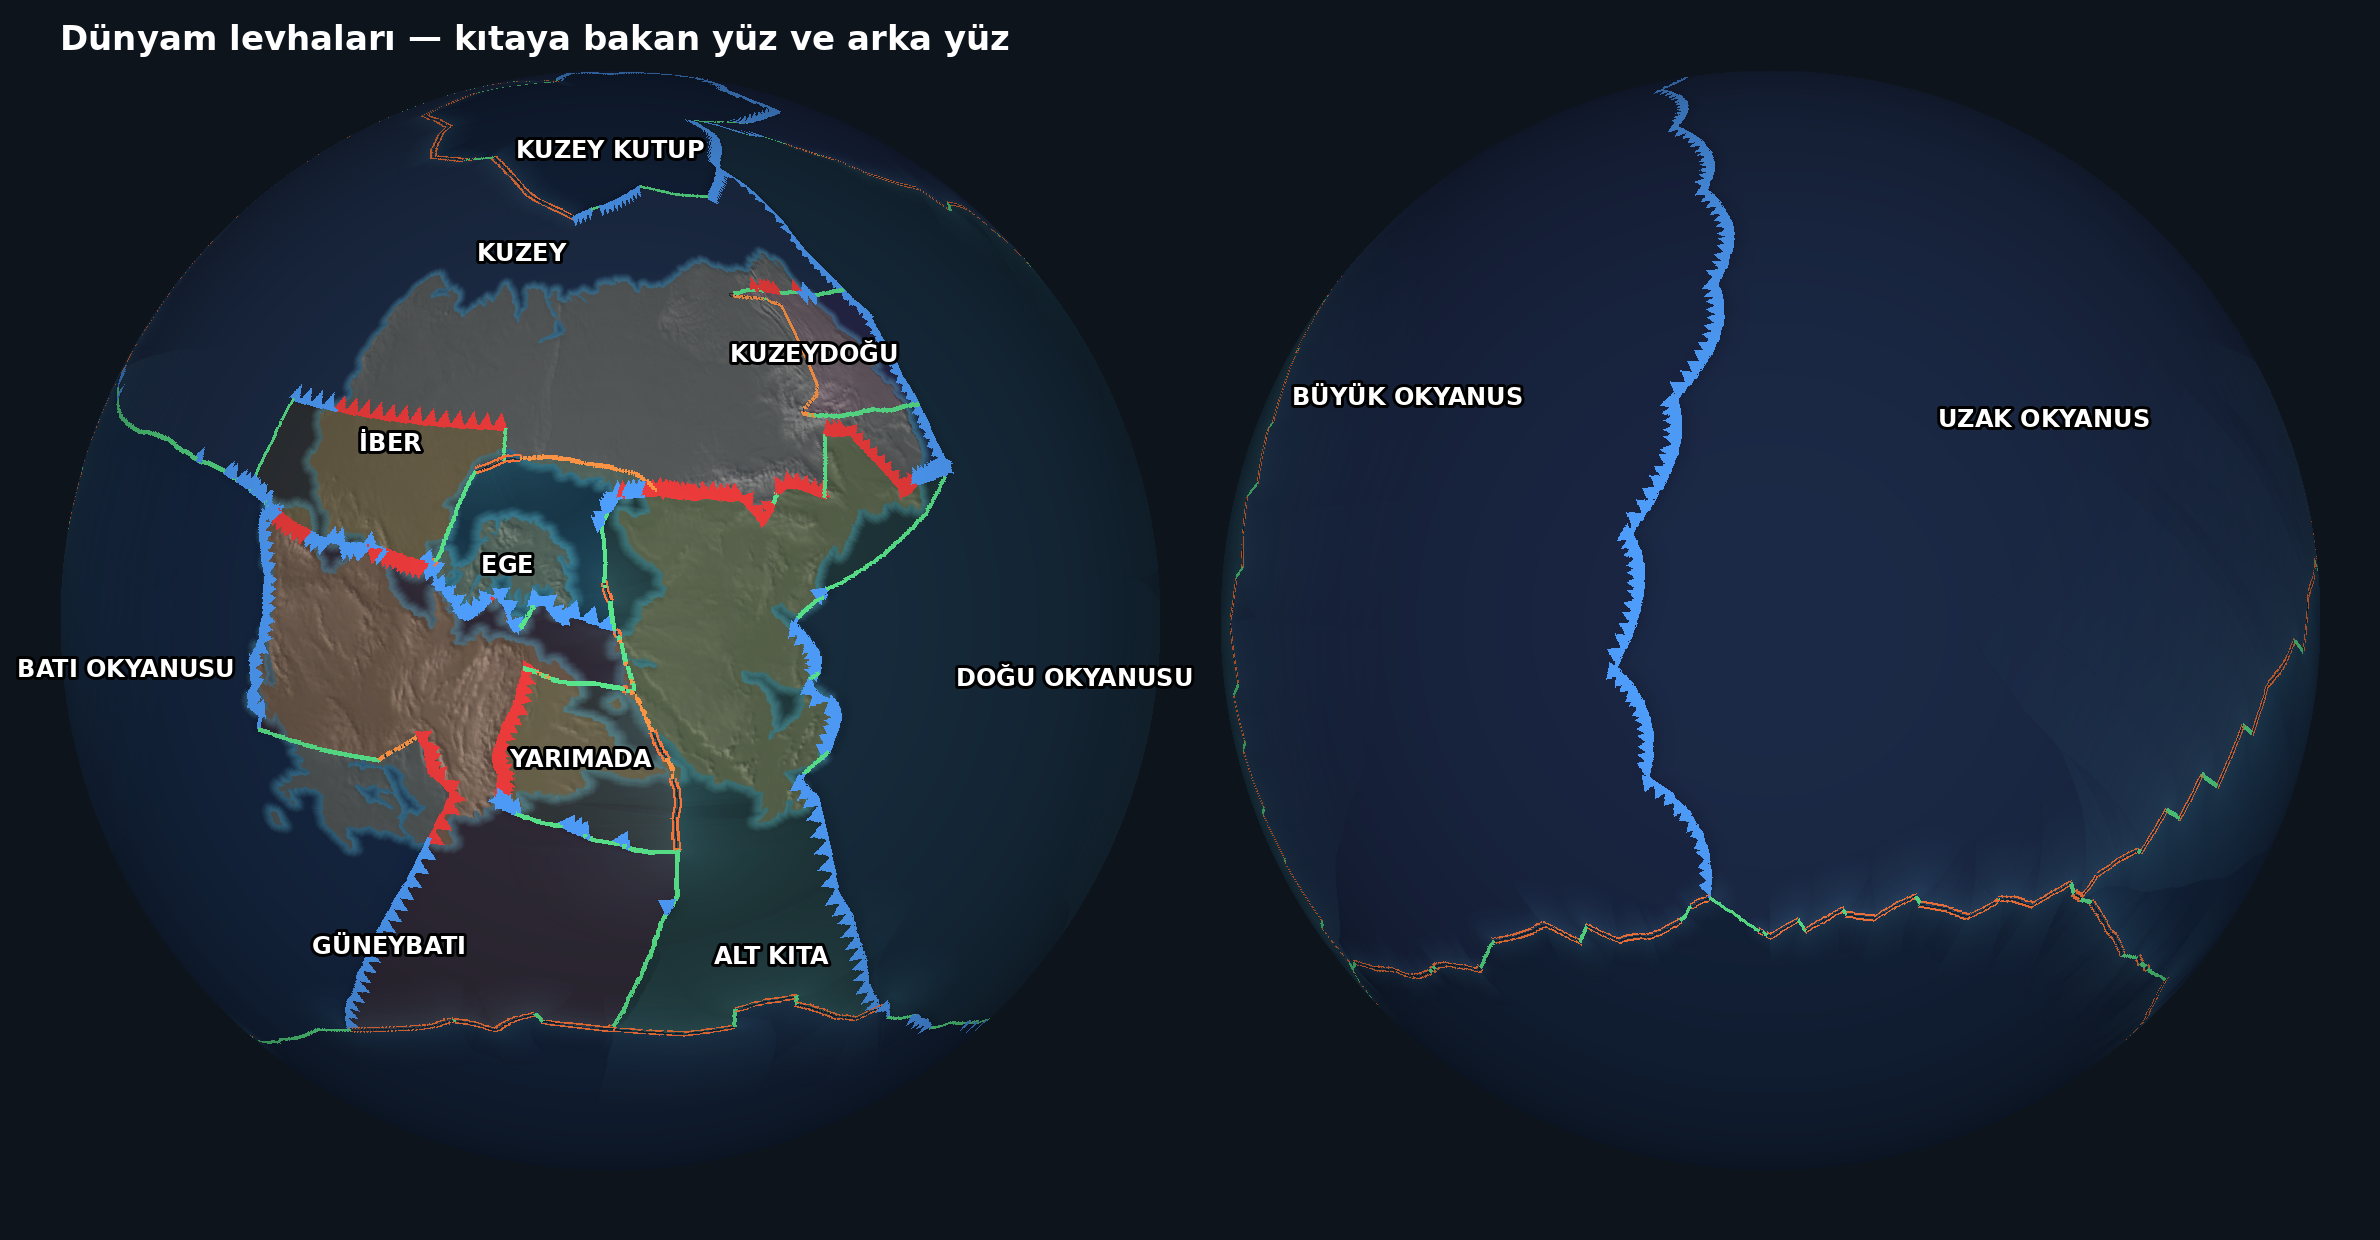 Dünyam levhaları — kıtaya bakan yüz ve arka yüz
KUZEY KUTUP
KUZEY
KUZEYDOĞU
İBER
EGE
BATI OKYANUSU
DOĞU OKYANUSU
YARIMADA
GÜNEYBATI
ALT KITA
BÜYÜK OKYANUS
UZAK OKYANUS